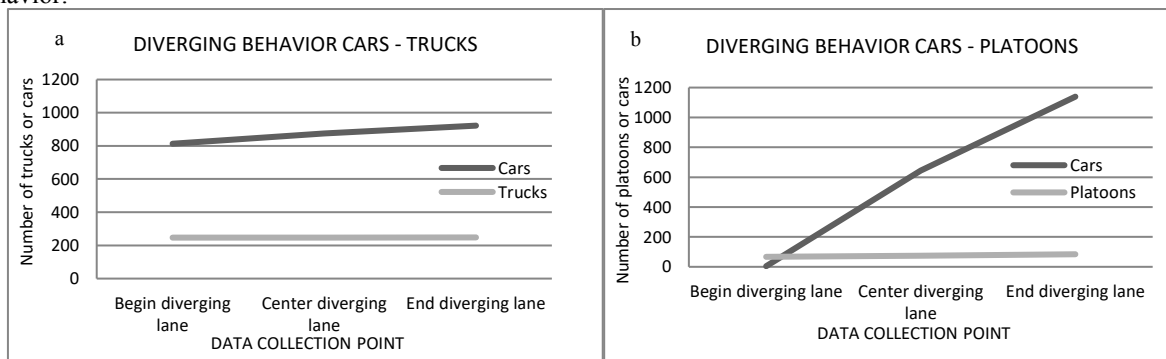 havior.
a
DIVERGING BEHAVIOR CARS - TRUCKS
Number of trucks or cars
1200
1000
800
600
400
200
0
Cars
Trucks
Begin diverging lane
Center diverging lane
End diverging lane
DATA COLLECTION POINT
b
DIVERGING BEHAVIOR CARS - PLATOONS
Number of platoons or cars
1200
1000
800
600
400
200
0
Cars
Platoons
Begin diverging lane
Center diverging lane
End diverging lane
DATA COLLECTION POINT